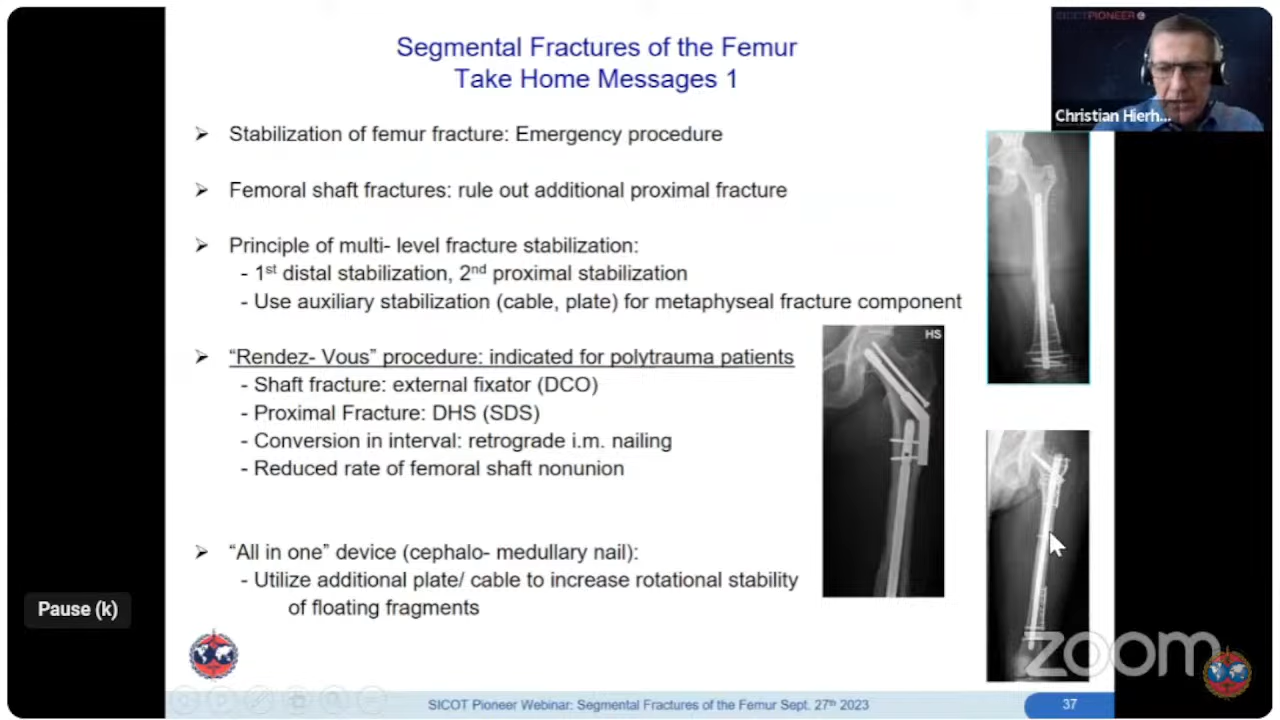 Segmental Fractures of the Femur
Take Home Messages 1
SICOT PIONEER
Christian Hierh...
➢ Stabilization of femur fracture: Emergency procedure
➢ Femoral shaft fractures: rule out additional proximal fracture
➢ Principle of multi- level fracture stabilization:
- 1st distal stabilization, 2nd proximal stabilization
- Use auxiliary stabilization (cable, plate) for metaphyseal fracture component
HS
➢ “Rendez- Vous” procedure: indicated for polytrauma patients
- Shaft fracture: external fixator (DCO)
- Proximal Fracture: DHS (SDS)
- Conversion in interval: retrograde i.m. nailing
- Reduced rate of femoral shaft nonunion
➢ “All in one” device (cephalo- medullary nail):
- Utilize additional plate/ cable to increase rotational stability
of floating fragments
Pause (k)
zoom
SICOT Pioneer Webinar: Segmental Fractures of the Femur Sept. 27th 2023
37